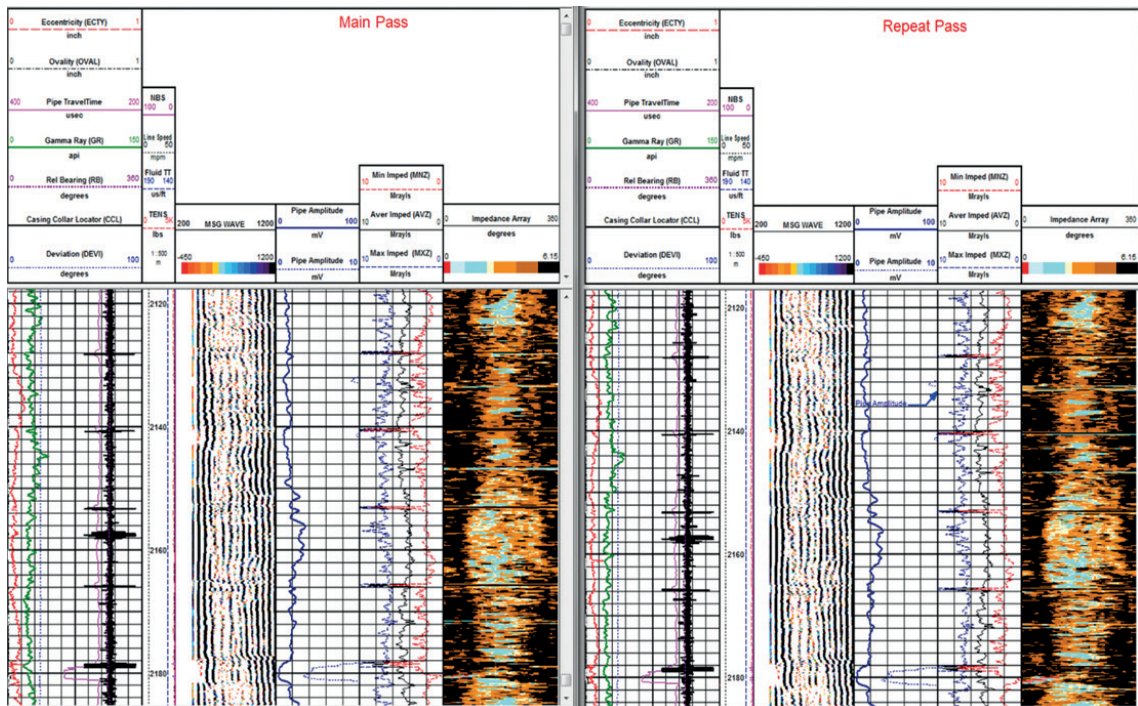 Main Pass
0 Eccentricity (ECTY) 1
inch
0 Ovality (OVAL) 1
inch
400 Pipe TravelTime 200
usec
0 Gamma Ray (GR) 150
api
0 Rel Bearing (RB) 360
degrees
Casing Collar Locator (CCL)
0 Deviation (DEVI) 100
degrees
NBS
100 0
Line Speed
0 50
mpm
Fluid TT
190 140
us/ft
0 TENS 5K
lbs
1 : 500
m
200 MSG WAVE 1200
-450 1200
Pipe Amplitude
0 100
mV
0 Pipe Amplitude 10
mV
Min Imped (MNZ)
10 0
Mrayls
Aver Imped (AVZ)
10 0
Mrayls
Max Imped (MXZ)
10 0
Mrayls
0 Impedance Array 360
degrees
0 6.15
2120
2140
2160
2180
Repeat Pass
0 Eccentricity (ECTY) 1
inch
0 Ovality (OVAL) 1
inch
400 Pipe TravelTime 200
usec
0 Gamma Ray (GR) 150
api
0 Rel Bearing (RB) 360
degrees
Casing Collar Locator (CCL)
0 Deviation (DEVI) 100
degrees
NBS
100 0
Line Speed
0 50
mpm
Fluid TT
190 140
us/ft
0 TENS 5K
lbs
1 : 500
m
200 MSG WAVE 1200
-450 1200
Pipe Amplitude
0 100
mV
0 Pipe Amplitude 10
mV
Min Imped (MNZ)
10 0
Mrayls
Aver Imped (AVZ)
10 0
Mrayls
Max Imped (MXZ)
10 0
Mrayls
0 Impedance Array 360
degrees
0 6.15
2120
Pipe Amplitude
2140
2160
2180